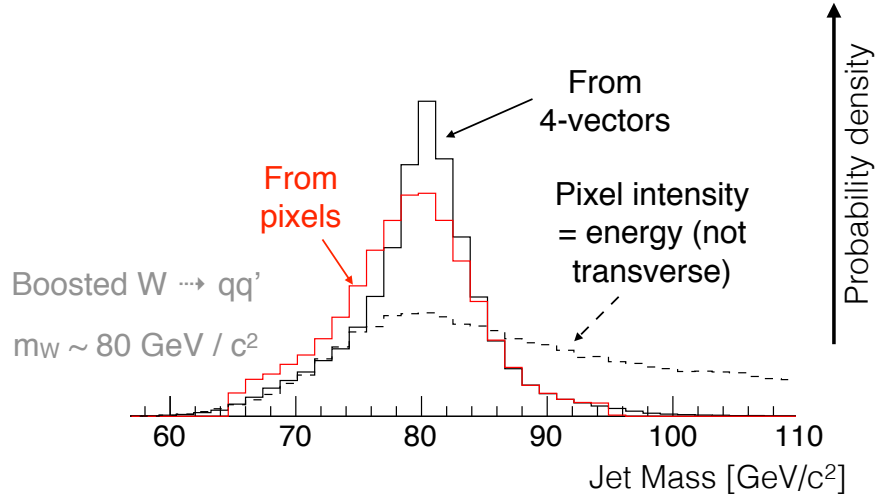 From
4-vectors
From
pixels
Pixel intensity
= energy (not
transverse)
Boosted W ⇢ qq’
mW ~ 80 GeV / c²
Probability density
60 70 80 90 100 110
Jet Mass [GeV/c²]